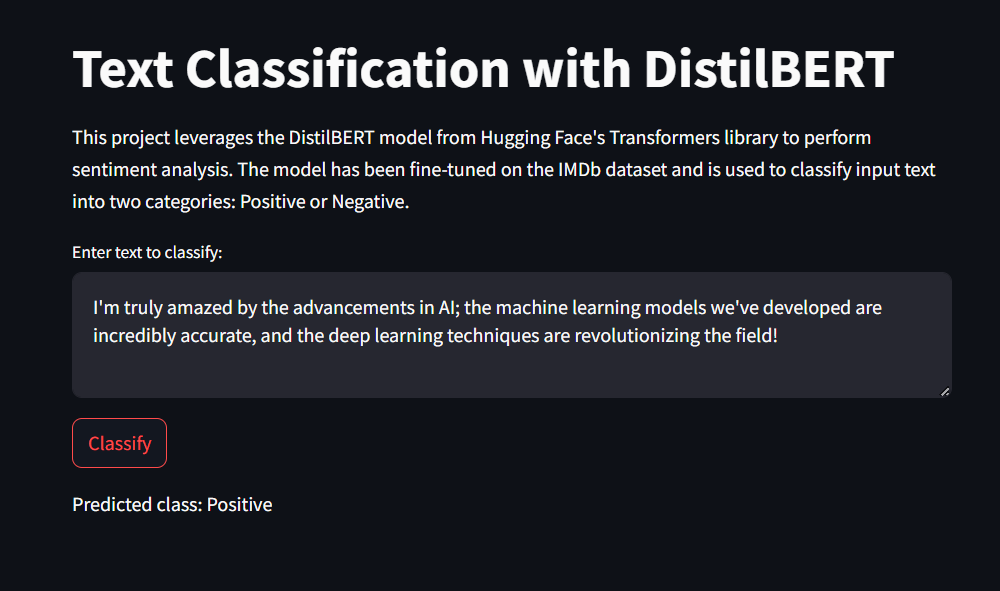 Text Classification with DistilBERT
This project leverages the DistilBERT model from Hugging Face's Transformers library to perform
sentiment analysis. The model has been fine-tuned on the IMDb dataset and is used to classify input text
into two categories: Positive or Negative.
Enter text to classify:
I'm truly amazed by the advancements in AI; the machine learning models we've developed are
incredibly accurate, and the deep learning techniques are revolutionizing the field!
Classify
Predicted class: Positive